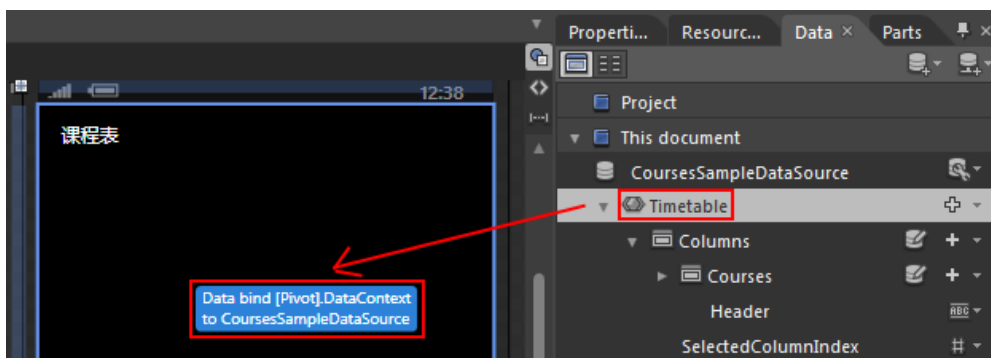 Properti...
Resourc...
Data
Parts
12:38
Project
课程表
This document
CoursesSampleDataSource
Timetable
Columns
Courses
Data bind [Pivot].DataContext
to CoursesSampleDataSource
Header
ABC
SelectedColumnIndex
#